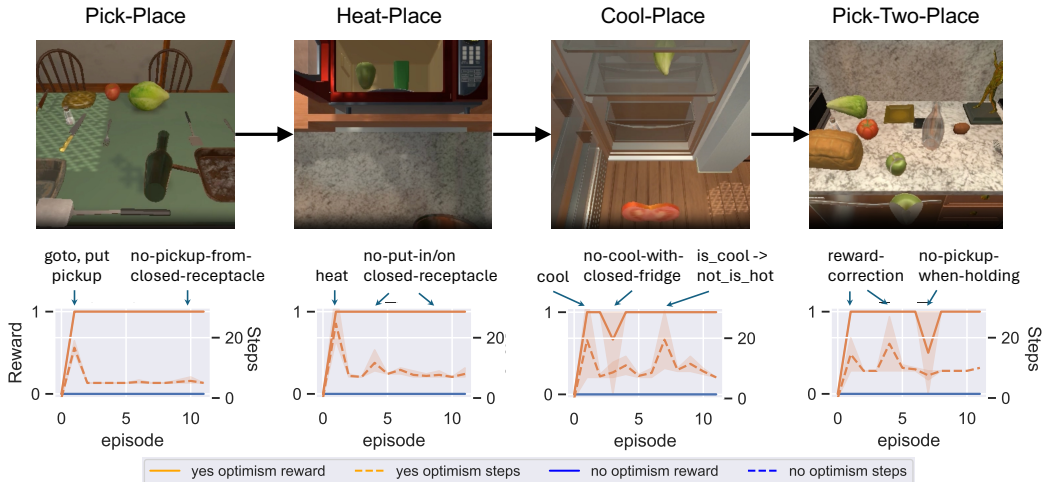 Pick-Place
Heat-Place
Cool-Place
Pick-Two-Place
goto, put
pickup
no-pickup-from-
closed-receptacle
heat
no-put-in/on
closed-receptacle
cool
no-cool-with-
closed-fridge
is_cool ->
not_is_hot
reward-
correction
no-pickup-
when-holding
Reward
1
0
20
0
Steps
0 5 10
episode
1
0
20
0
0 5 10
episode
1
0
20
0
0 5 10
episode
1
0
20
0
Steps
0 5 10
episode
yes optimism reward
yes optimism steps
no optimism reward
no optimism steps